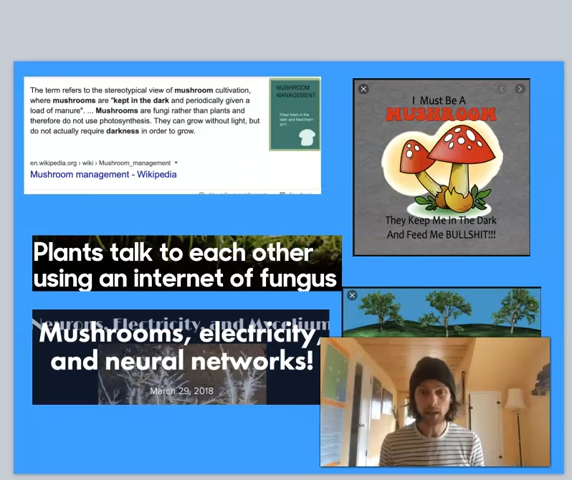 The term refers to the stereotypical view of mushroom cultivation,
where mushrooms are "kept in the dark and periodically given a
load of manure". ... Mushrooms are fungi rather than plants and
therefore do not use photosynthesis. They can grow without light, but
do not actually require darkness in order to grow.
MUSHROOM
MANAGEMENT
en.wikipedia.org › wiki › Mushroom_management
Mushroom management - Wikipedia
I Must Be A
MUSHROOM
They Keep Me In The Dark
And Feed Me BULLSHIT!!!
Plants talk to each other
using an internet of fungus
Neurons, Electricity, and Mycelium
Mushrooms, electricity,
and neural networks!
March 29, 2018